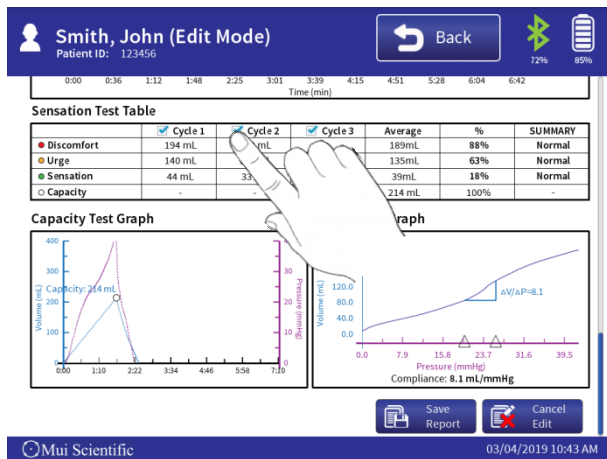 Smith, John (Edit Mode)
Patient ID: 123456
Back
72%
85%
0:00 0:36 1:12 1:48 2:25 3:01 3:39 4:15 4:51 5:28 6:04 6:42
Time (min)
Sensation Test Table
Cycle 1 Cycle 2 Cycle 3 Average % SUMMARY
Discomfort 194 mL mL 189mL 88% Normal
Urge 140 mL 135mL 63% Normal
Sensation 44 mL 33 39mL 18% Normal
Capacity - - 214 mL 100% -
Capacity Test Graph
raph
400
300
200
100
0
Volume (mL)
Capacity: 214 mL
30
20
10
0
Pressure (mmHg)
0:00 1:10 2:22 3:34 4:46 5:58 7:10
Volume (mL)
120.0
80.0
40.0
0.0
ΔV/ΔP=8.1
0.0 7.9 15.8 23.7 31.6 39.5
Pressure (mmHg)
Compliance: 8.1 mL/mmHg
Save
Report
Cancel
Edit
Mui Scientific
03/04/2019 10:43 AM